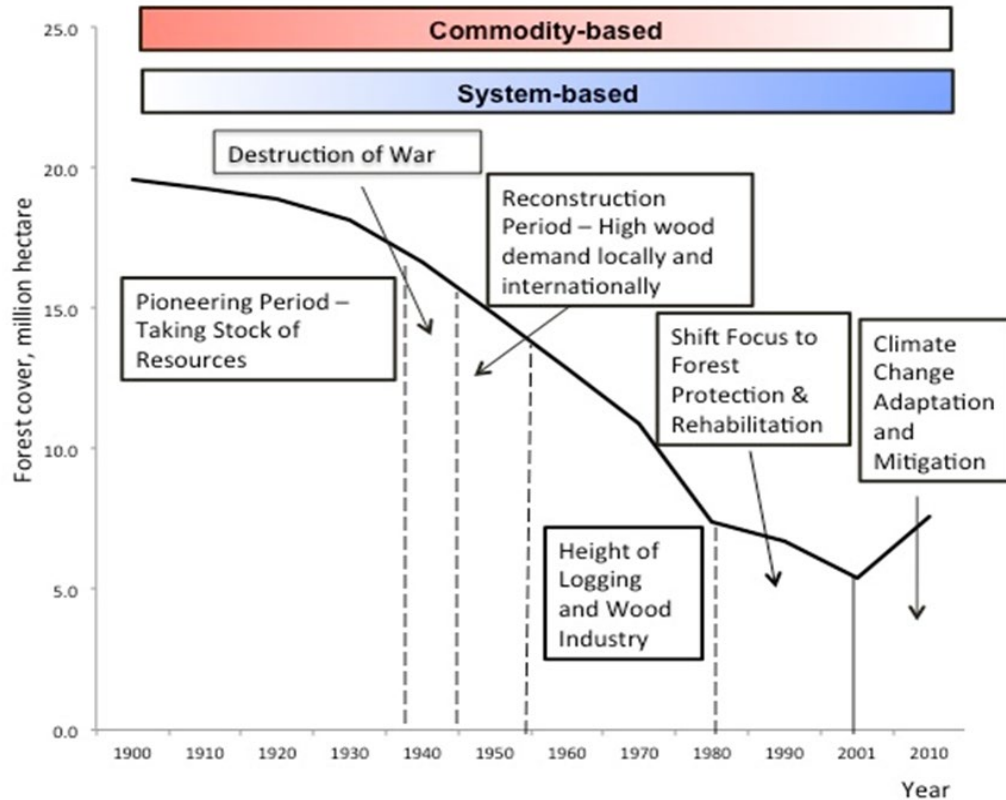 Commodity-based
System-based
Destruction of War
Reconstruction
Period – High wood
demand locally and
internationally
Pioneering Period –
Taking Stock of
Resources
Shift Focus to
Forest
Protection &
Rehabilitation
Climate
Change
Adaptation
and
Mitigation
Height of
Logging
and Wood
Industry
Forest cover, million hectare
25.0
20.0
15.0
10.0
5.0
0.0
1900 1910 1920 1930 1940 1950 1960 1970 1980 1990 2001 2010
Year